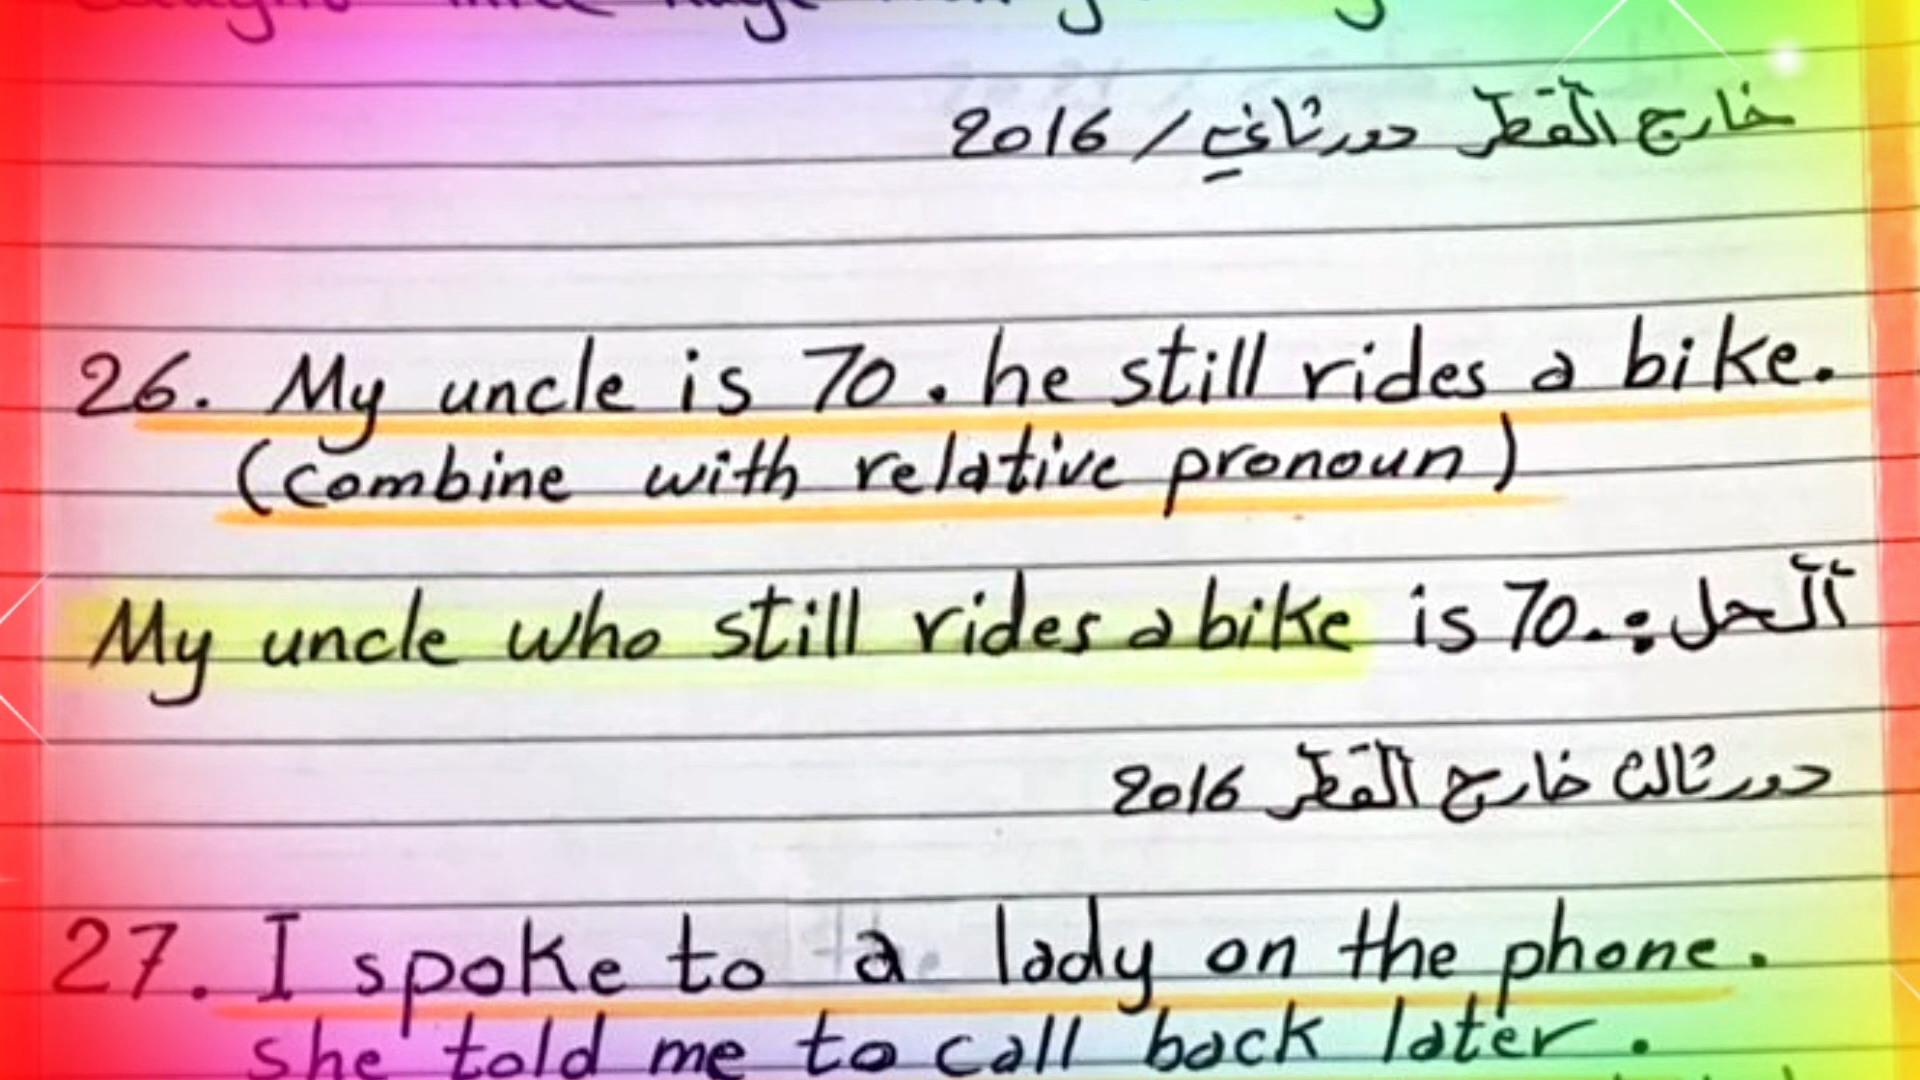 خارج القطر دور ثاني / 2016
26. My uncle is 70. he still rides a bike.
(combine with relative pronoun)
My uncle who still rides a bike is 70. :الحل
دور ثالث خارج القطر 2016
27. I spoke to a lady on the phone.
she told me to call back later.